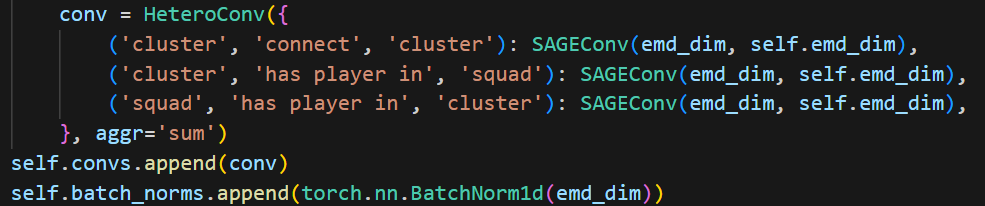 conv = HeteroConv({
('cluster', 'connect', 'cluster'): SAGEConv(emd_dim, self.emd_dim),
('cluster', 'has player in', 'squad'): SAGEConv(emd_dim, self.emd_dim),
('squad', 'has player in', 'cluster'): SAGEConv(emd_dim, self.emd_dim),
}, aggr='sum')
self.convs.append(conv)
self.batch_norms.append(torch.nn.BatchNorm1d(emd_dim))